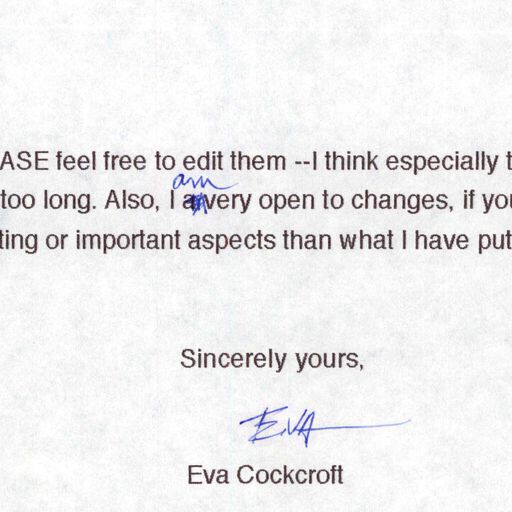 ASE feel free to edit them --I think especially t
am
too long. Also, I a very open to changes, if you
ting or important aspects than what I have put
Sincerely yours,
EVA
Eva Cockcroft